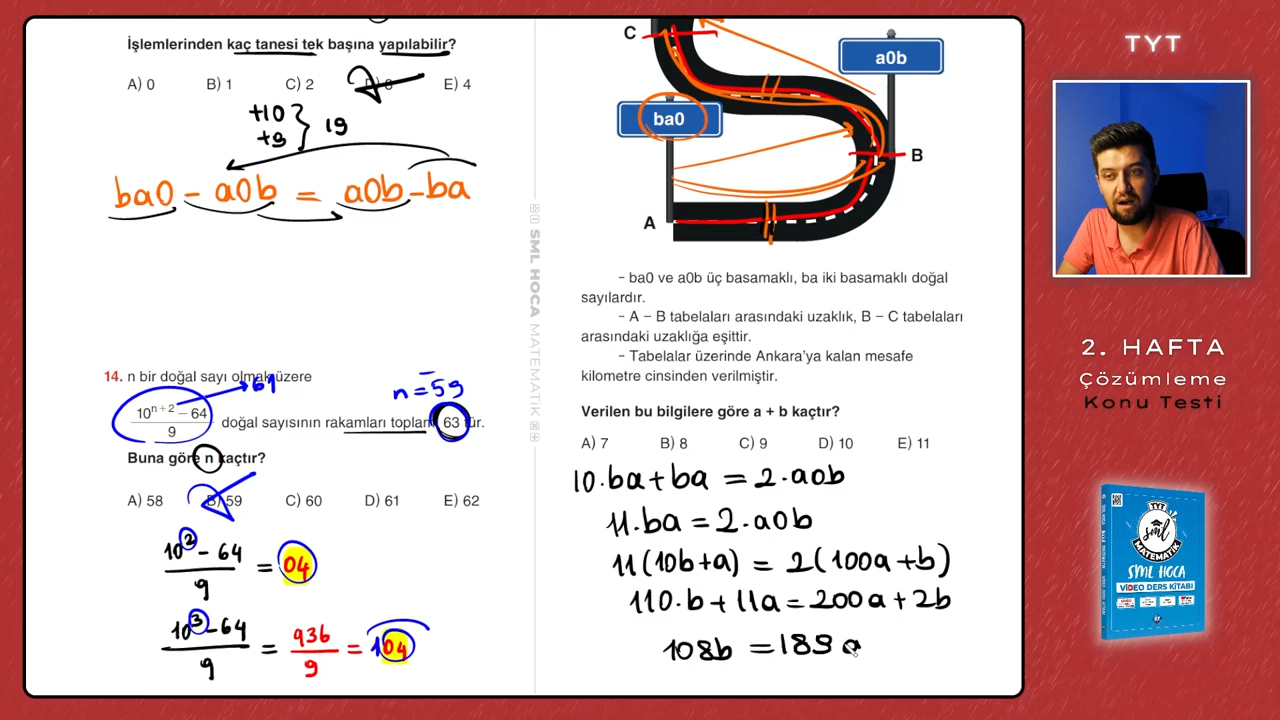 İşlemlerinden kaç tanesi tek başına yapılabilir?
A) 0 B) 1 C) 2 E) 4
+10
+9 } 19
ba0 - a0b = a0b - ba
14. n bir doğal sayı olmak üzere
61
n = 59
10ⁿ⁺² – 64
9
doğal sayısının rakamları toplamı 63 tür.
Buna göre n kaçtır?
A) 58 B) 59 C) 60 D) 61 E) 62
10² - 64
9
= 04
10³ - 64
9
= 936
9
= 104
SML HOCA MATEMATİK
C
a0b
ba0
B
A
– ba0 ve a0b üç basamaklı, ba iki basamaklı doğal
sayılardır.
– A – B tabelaları arasındaki uzaklık, B – C tabelaları
arasındaki uzaklığa eşittir.
– Tabelalar üzerinde Ankara'ya kalan mesafe
kilometre cinsinden verilmiştir.
Verilen bu bilgilere göre a + b kaçtır?
A) 7 B) 8 C) 9 D) 10 E) 11
10.ba + ba = 2.a0b
11.ba = 2.a0b
11(10b+a) = 2(100a+b)
110.b + 11a = 200a + 2b
108b = 189a
TYT
2. HAFTA
Çözümleme
Konu Testi
TYT
sml
MATEMATİK
SML HOCA
VİDEO DERS KİTABI